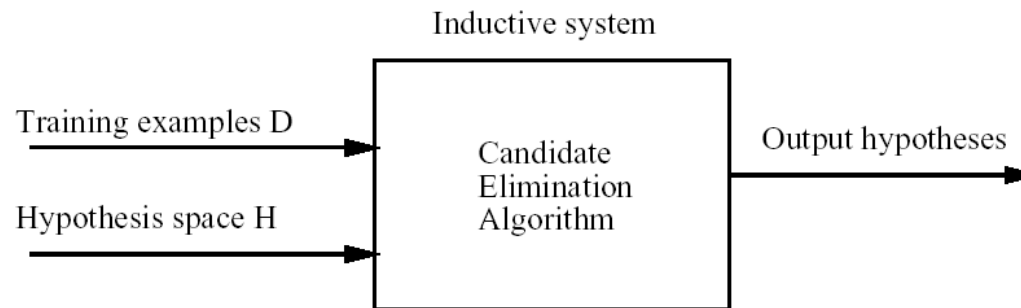 Inductive system
Training examples D
Hypothesis space H
Candidate
Elimination
Algorithm
Output hypotheses